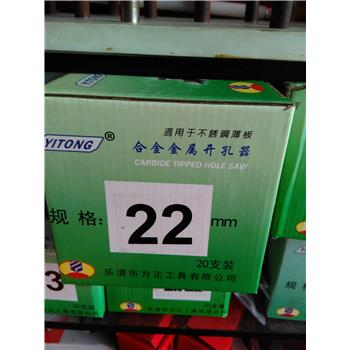 YITONG®
適用于不銹鋼薄板
合金金属开孔器
CARBIDE TIPPED HOLE SAW
规 格: 22 mm
20支装
乐清市方正工具有限公司
3
规